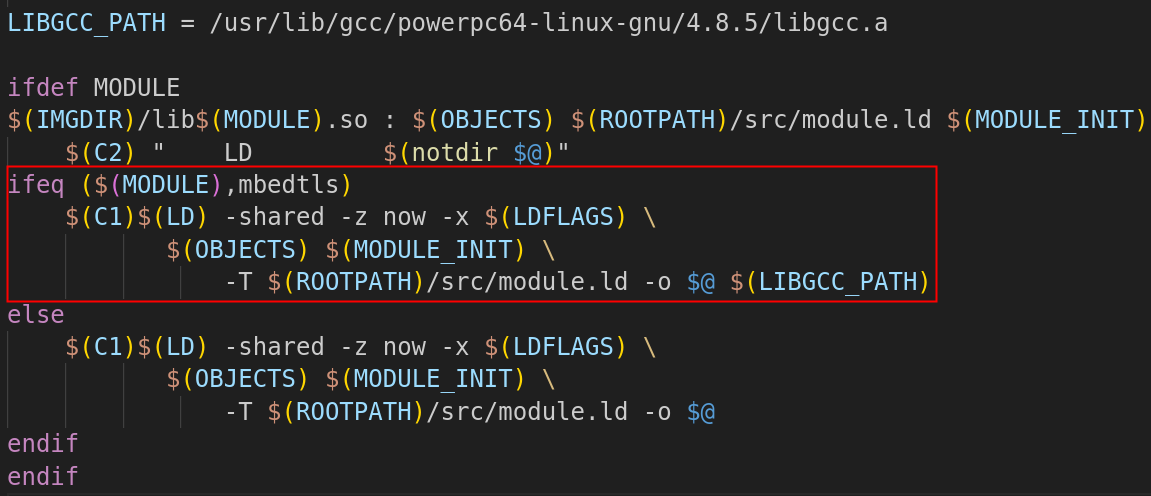 LIBGCC_PATH = /usr/lib/gcc/powerpc64-linux-gnu/4.8.5/libgcc.a
ifdef MODULE
$(IMGDIR)/lib$(MODULE).so : $(OBJECTS) $(ROOTPATH)/src/module.ld $(MODULE_INIT)
    $(C2) "    LD         $(notdir $@)"
ifeq ($(MODULE),mbedtls)
    $(C1)$(LD) -shared -z now -x $(LDFLAGS) \
           $(OBJECTS) $(MODULE_INIT) \
               -T $(ROOTPATH)/src/module.ld -o $@ $(LIBGCC_PATH)
else
    $(C1)$(LD) -shared -z now -x $(LDFLAGS) \
           $(OBJECTS) $(MODULE_INIT) \
               -T $(ROOTPATH)/src/module.ld -o $@
endif
endif